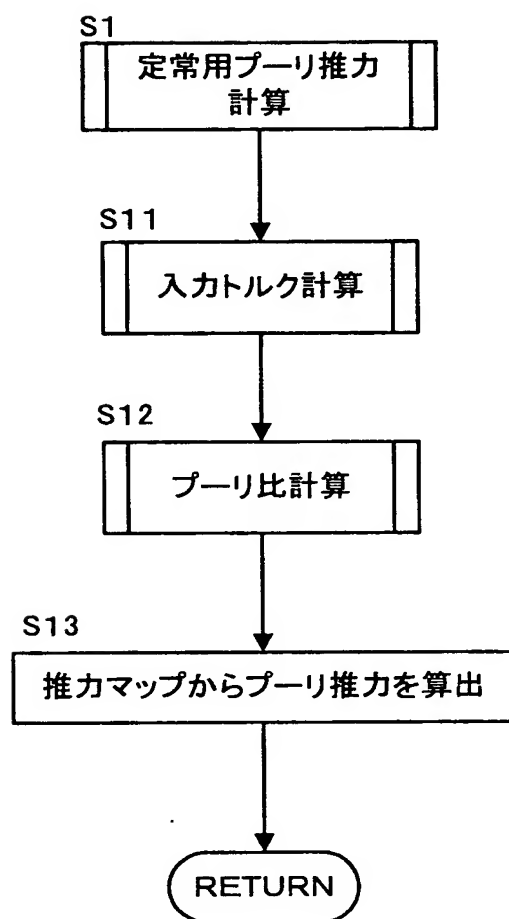 S1
定常用プーリ推力
計算
S11
入力トルク計算
S12
プーリ比計算
S13
推力マップからプーリ推力を算出
RETURN